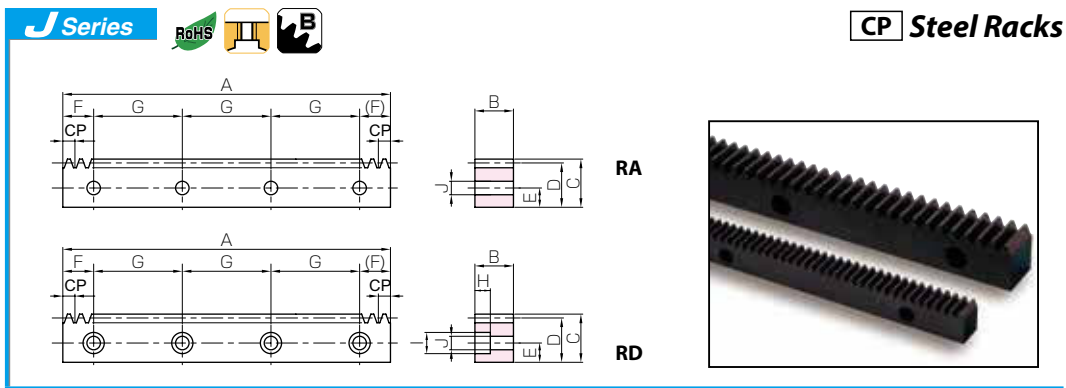 J Series
RoHS
B
CP Steel Racks
A
F G G G (F)
CP CP
B
J E D C
RA
A
F G G G (F)
CP CP
B
H
I J E D C
RD